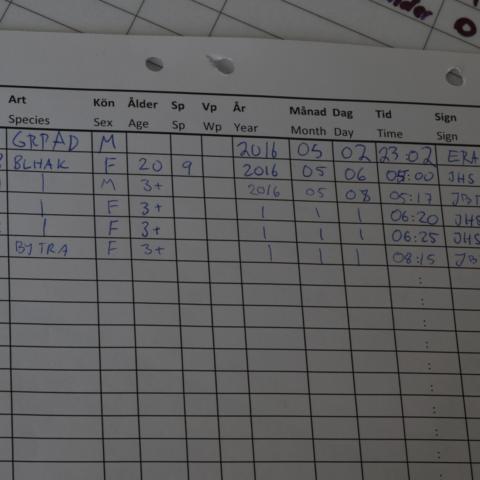 nder
Art Kön Ålder Sp Vp År Månad Dag Tid Sign
Species Sex Age Sp Wp Year Month Day Time Sign
GRPAD M 2016 05 02 23:02 ERA
BLHAK F 20 9 2016 05 06 05:00 JHS
| M 3+ 2016 05 08 05:17
| F 3+ | | | 06:20 JHS
| F 3+ | | | 06:25 JHS
BJTRA F 3+ | | | 08:15